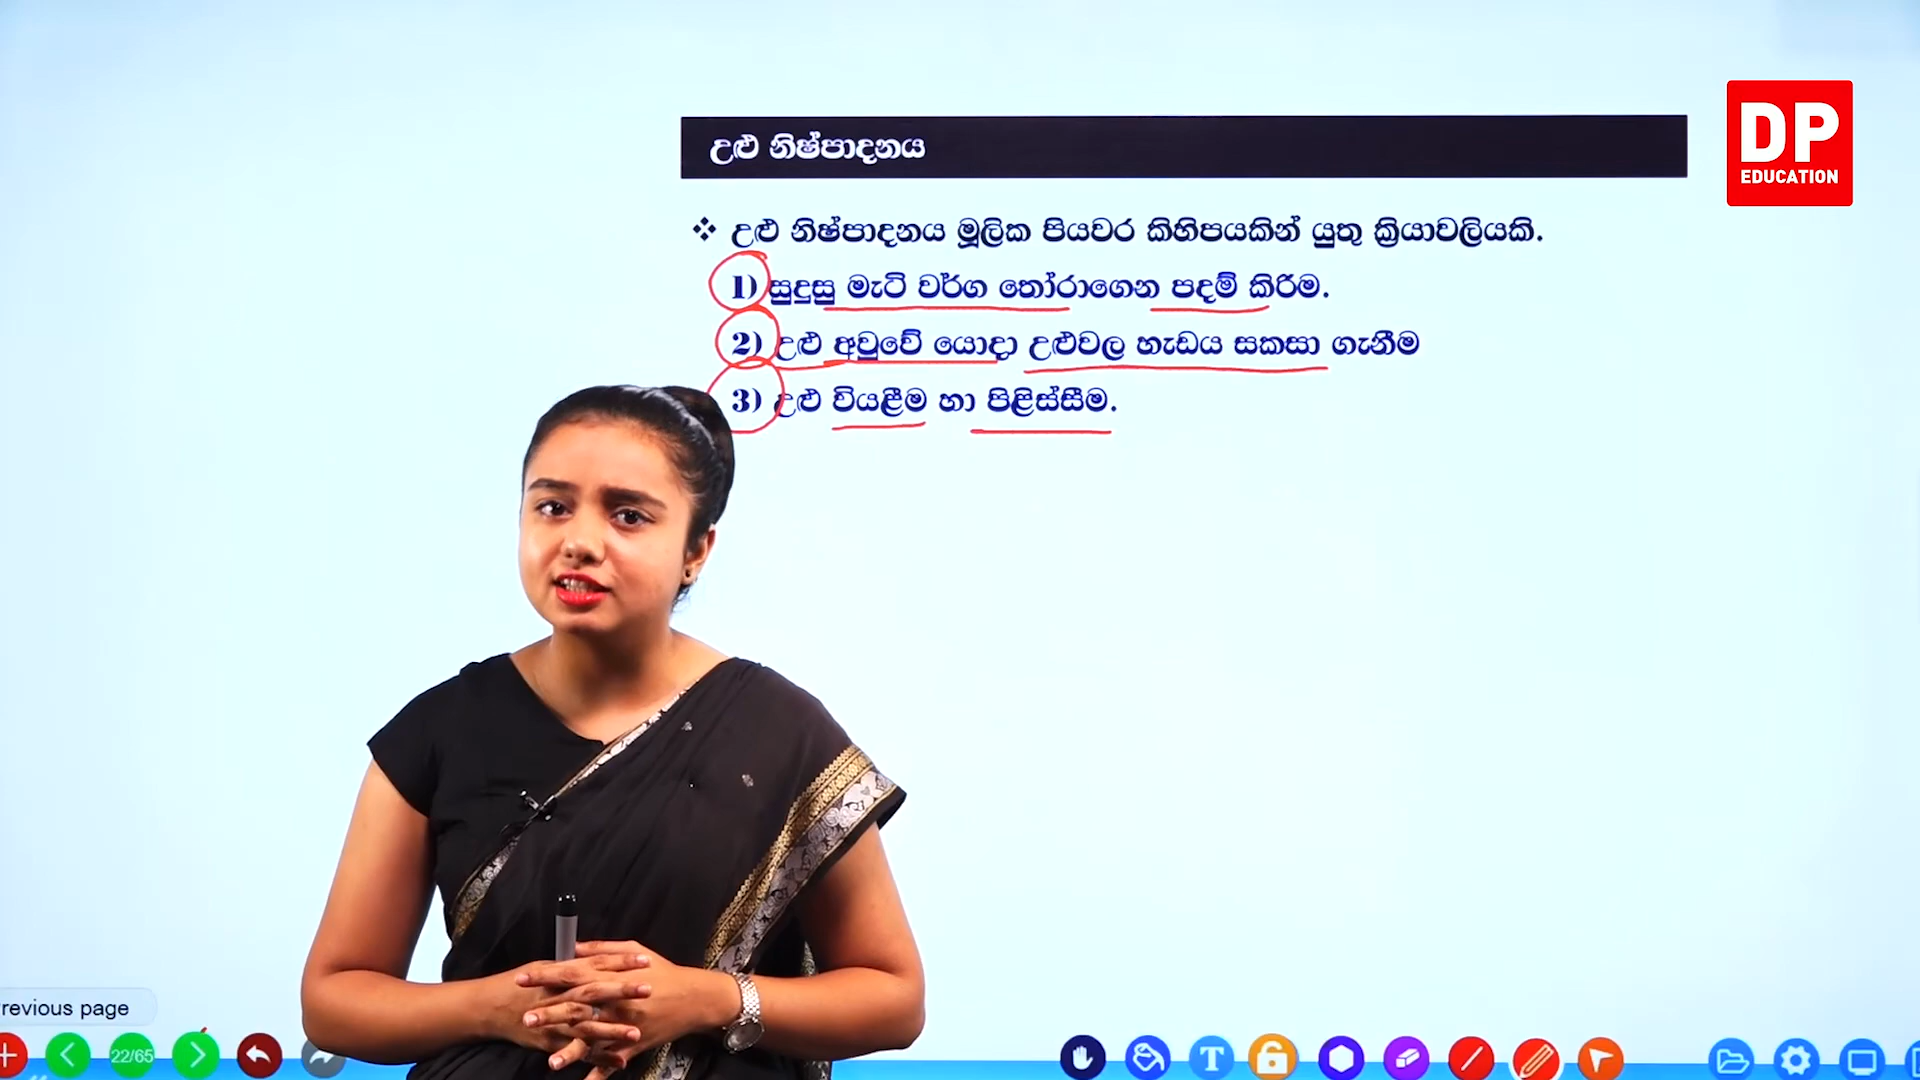 DP
EDUCATION
උළු නිෂ්පාදනය
❖ උළු නිෂ්පාදනය මූලික පියවර කිහිපයකින් යුතු ක්‍රියාවලියකි.
1) සුදුසු මැටි වර්ග තෝරාගෙන පදම් කිරීම.
2) උළු අච්චුවේ යොදා උළුවල හැඩය සකසා ගැනීම
3) උළු වියළීම හා පිළිස්සීම.
revious page
22/65
T